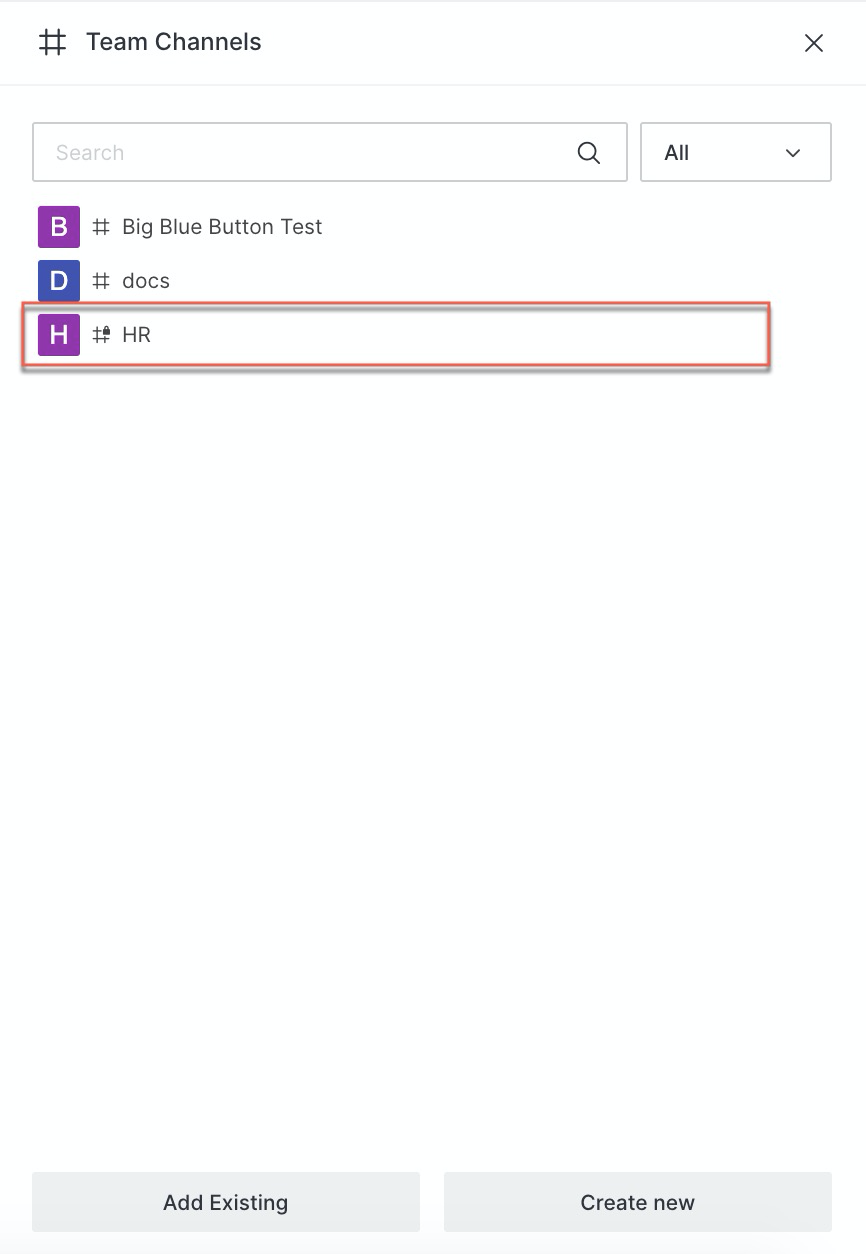 Team Channels
Search All
B # Big Blue Button Test
D # docs
H # HR
Add Existing Create new